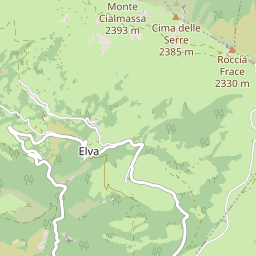 Monte
Cialmassa
2393 m
Cima delle
Serre
2385 m
Roccia
Frace
2330 m
Elva